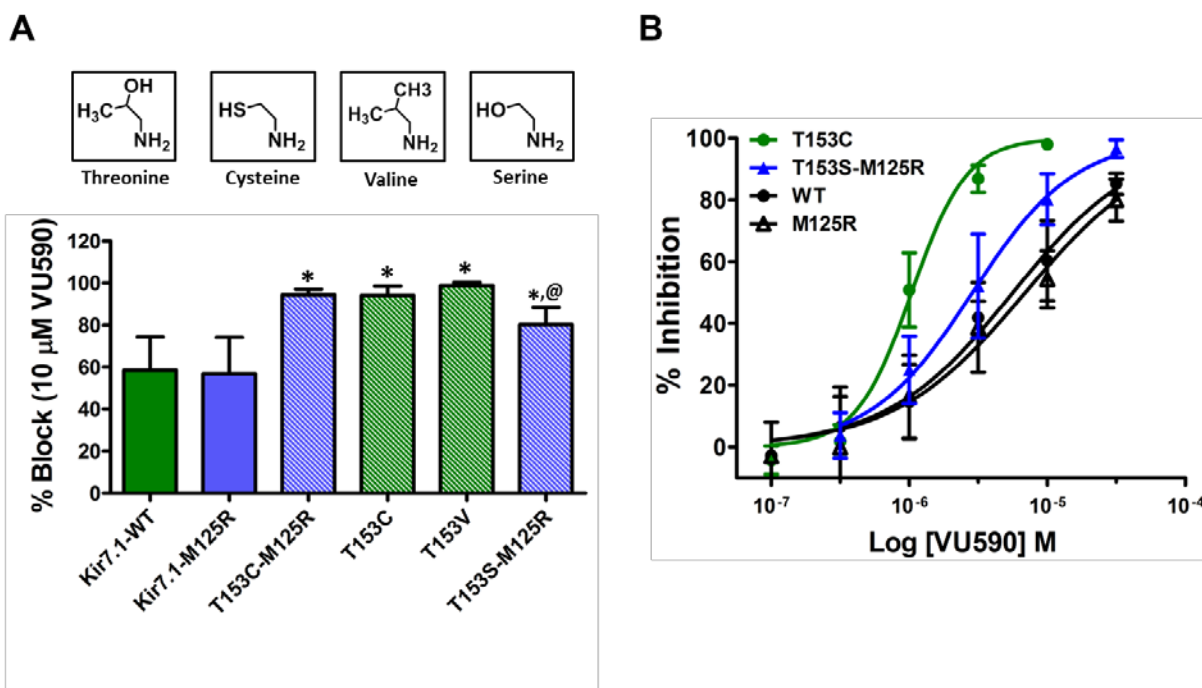 A
OH
H₃C
NH₂
Threonine
HS
NH₂
Cysteine
CH3
H₃C
NH₂
Valine
HO
NH₂
Serine
% Block (10 µM VU590)
120
100
80
60
40
20
0
*
*
*
*,@
Kir7.1-WT
Kir7.1-M125R
T153C-M125R
T153C
T153V
T153S-M125R
B
% Inhibition
100
80
60
40
20
0
T153C
T153S-M125R
WT
M125R
10⁻⁷
10⁻⁶
10⁻⁵
10⁻⁴
Log [VU590] M